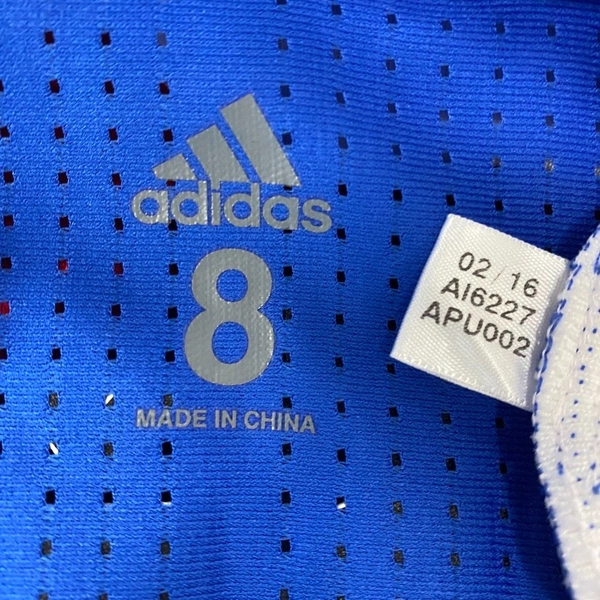 adidas
8
MADE IN CHINA
02/16
AI6227
APU002